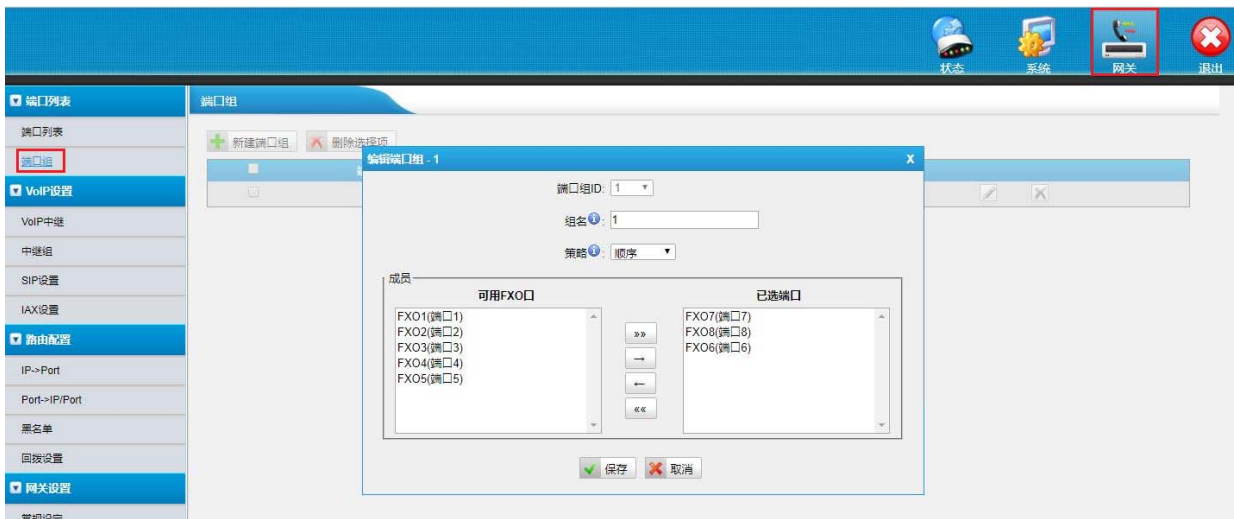 状态 系统 网关 退出
端口列表 端口组
端口列表
新建端口组 删除选择项
端口组
编辑端口组 - 1 X
VoIP设置
端口组ID: 1
VoIP中继
组名: 1
中继组
策略: 顺序
SIP设置
成员
可用FXO口 已选端口
IAX设置
FXO1(端口1) FXO7(端口7)
FXO2(端口2) »» FXO8(端口8)
路由配置
FXO3(端口3) FXO6(端口6)
FXO4(端口4) →
IP->Port
FXO5(端口5) ←
Port->IP/Port
««
黑名单
回拨设置
保存 取消
网关设置